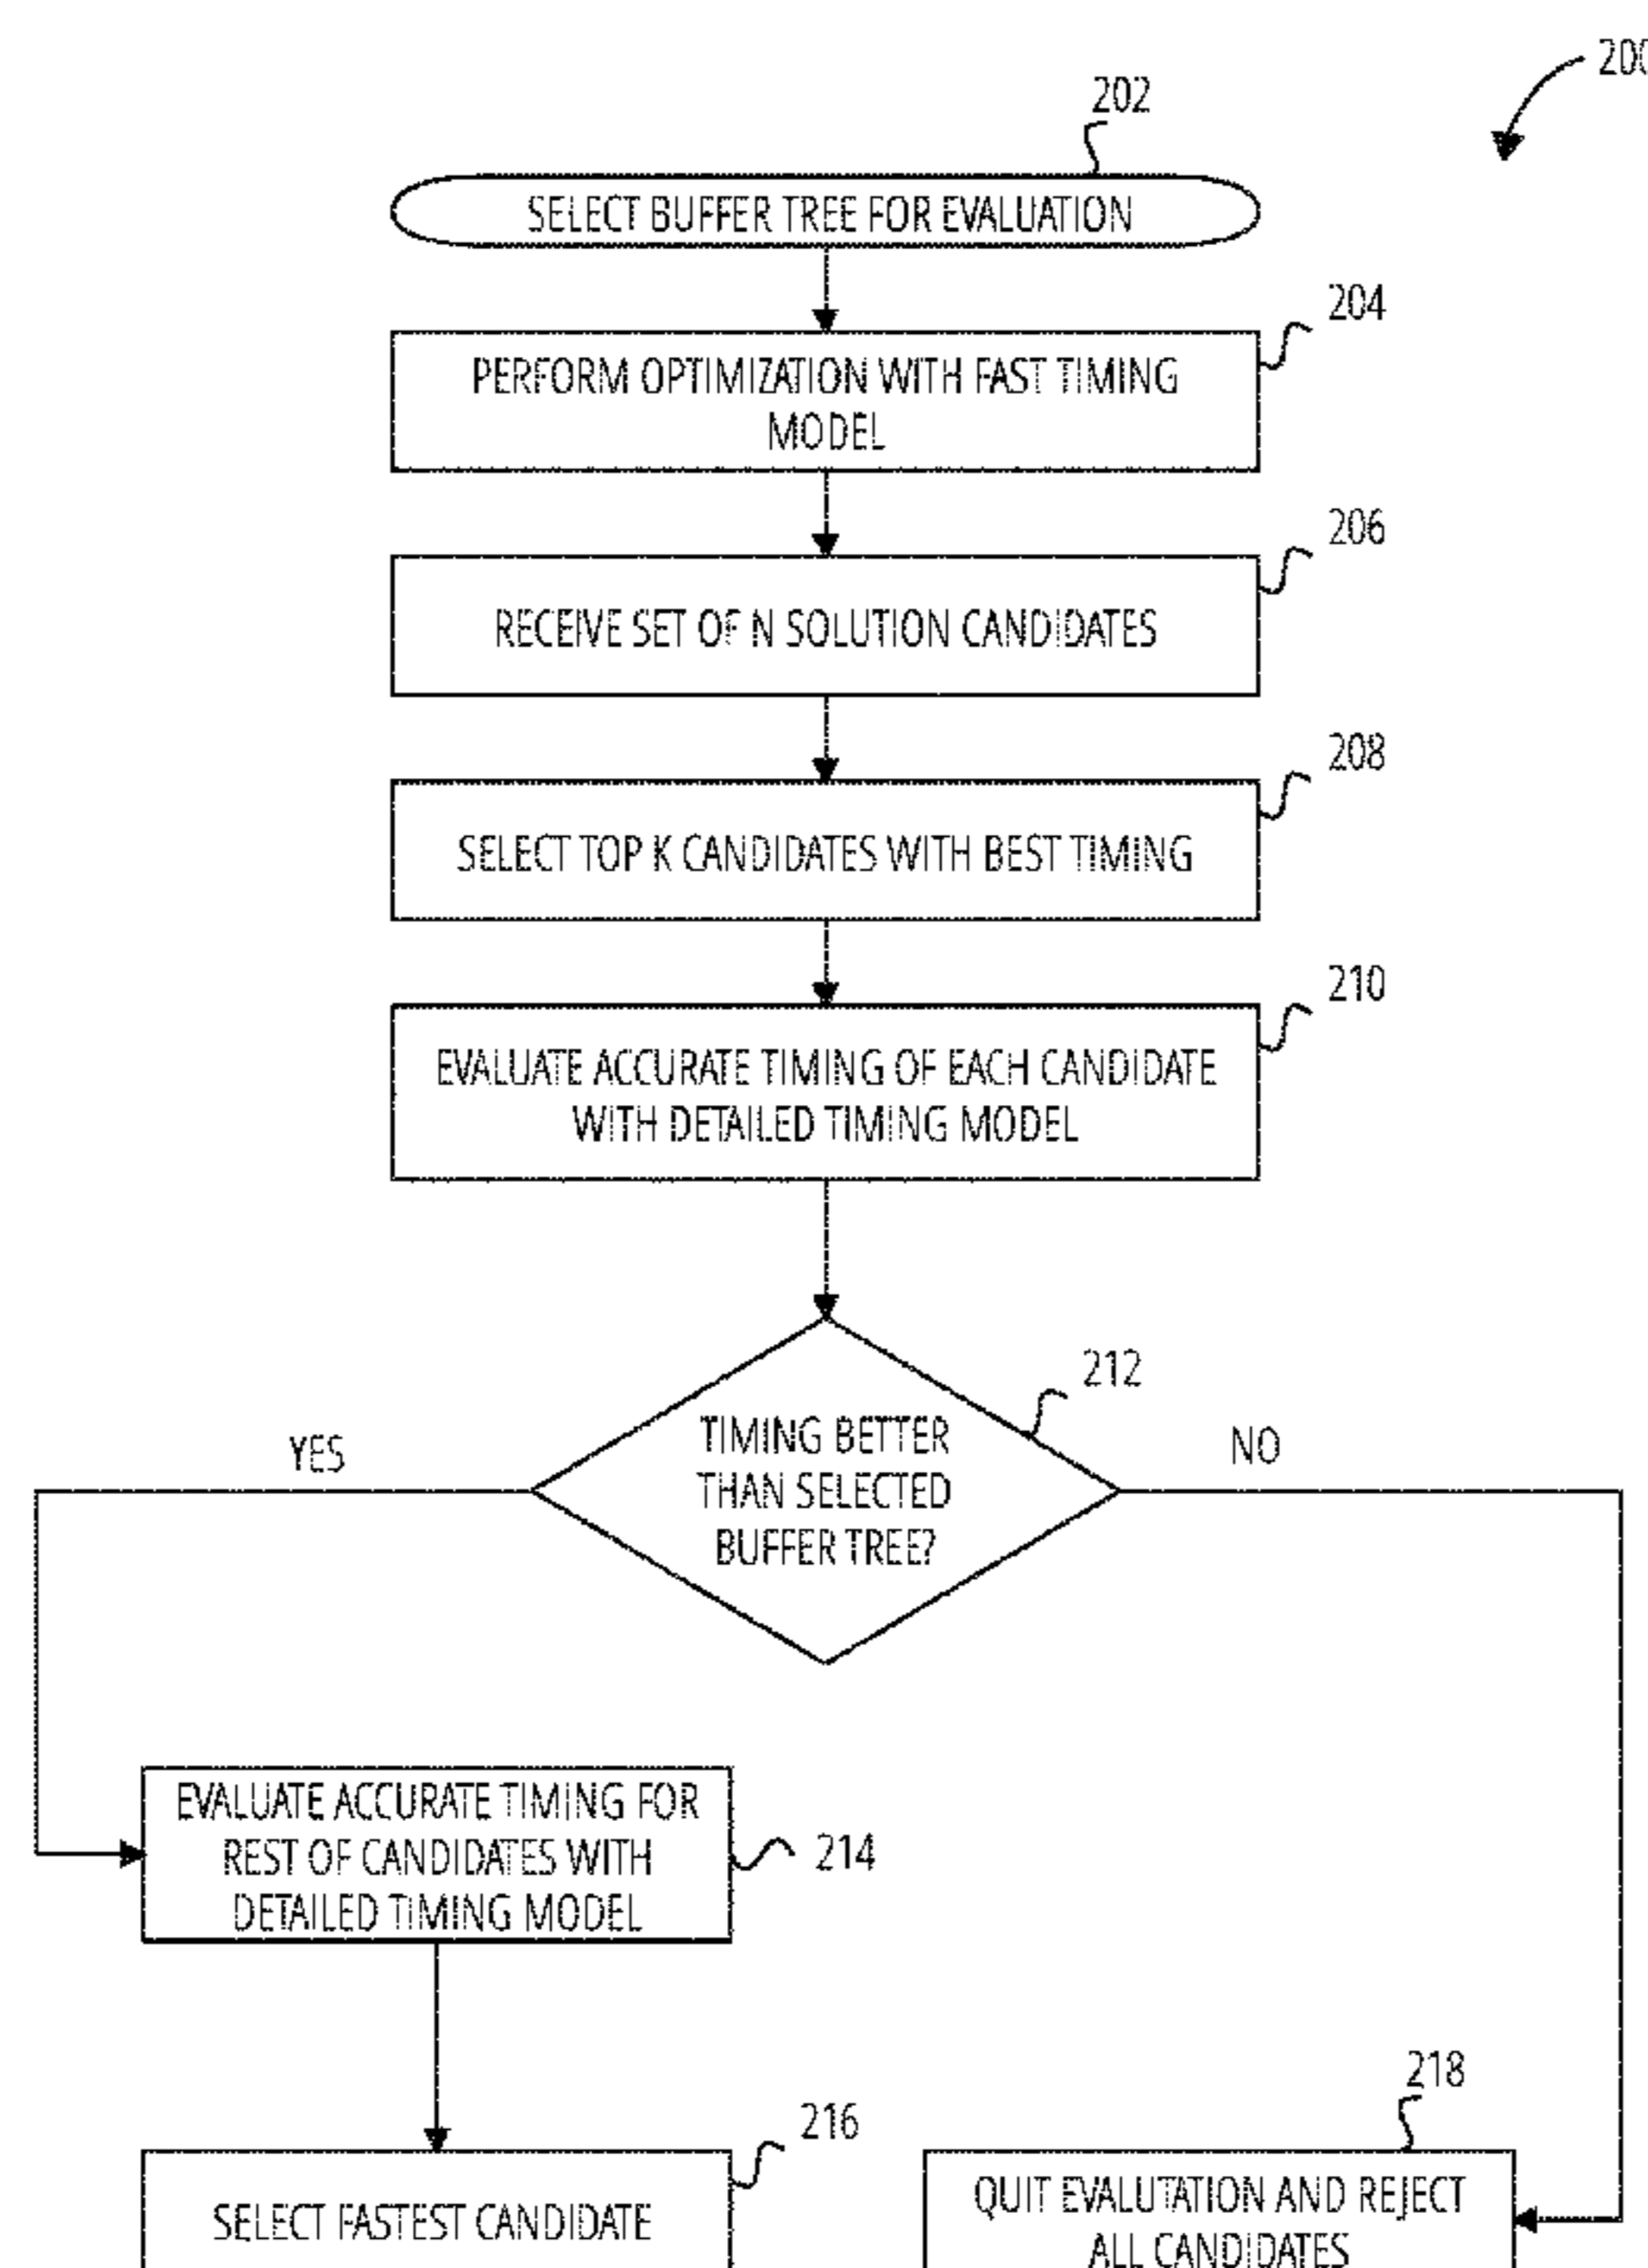 200
202
SELECT BUFFER TREE FOR EVALUATION
204
PERFORM OPTIMIZATION WITH FAST TIMING
MODEL
206
RECEIVE SET OF N SOLUTION CANDIDATES
208
SELECT TOP K CANDIDATES WITH BEST TIMING
210
EVALUATE ACCURATE TIMING OF EACH CANDIDATE
WITH DETAILED TIMING MODEL
212
TIMING BETTER
THAN SELECTED
BUFFER TREE?
YES
NO
EVALUATE ACCURATE TIMING FOR
REST OF CANDIDATES WITH
DETAILED TIMING MODEL
214
216
SELECT FASTEST CANDIDATE
218
QUIT EVALUTATION AND REJECT
ALL CANDIDATES